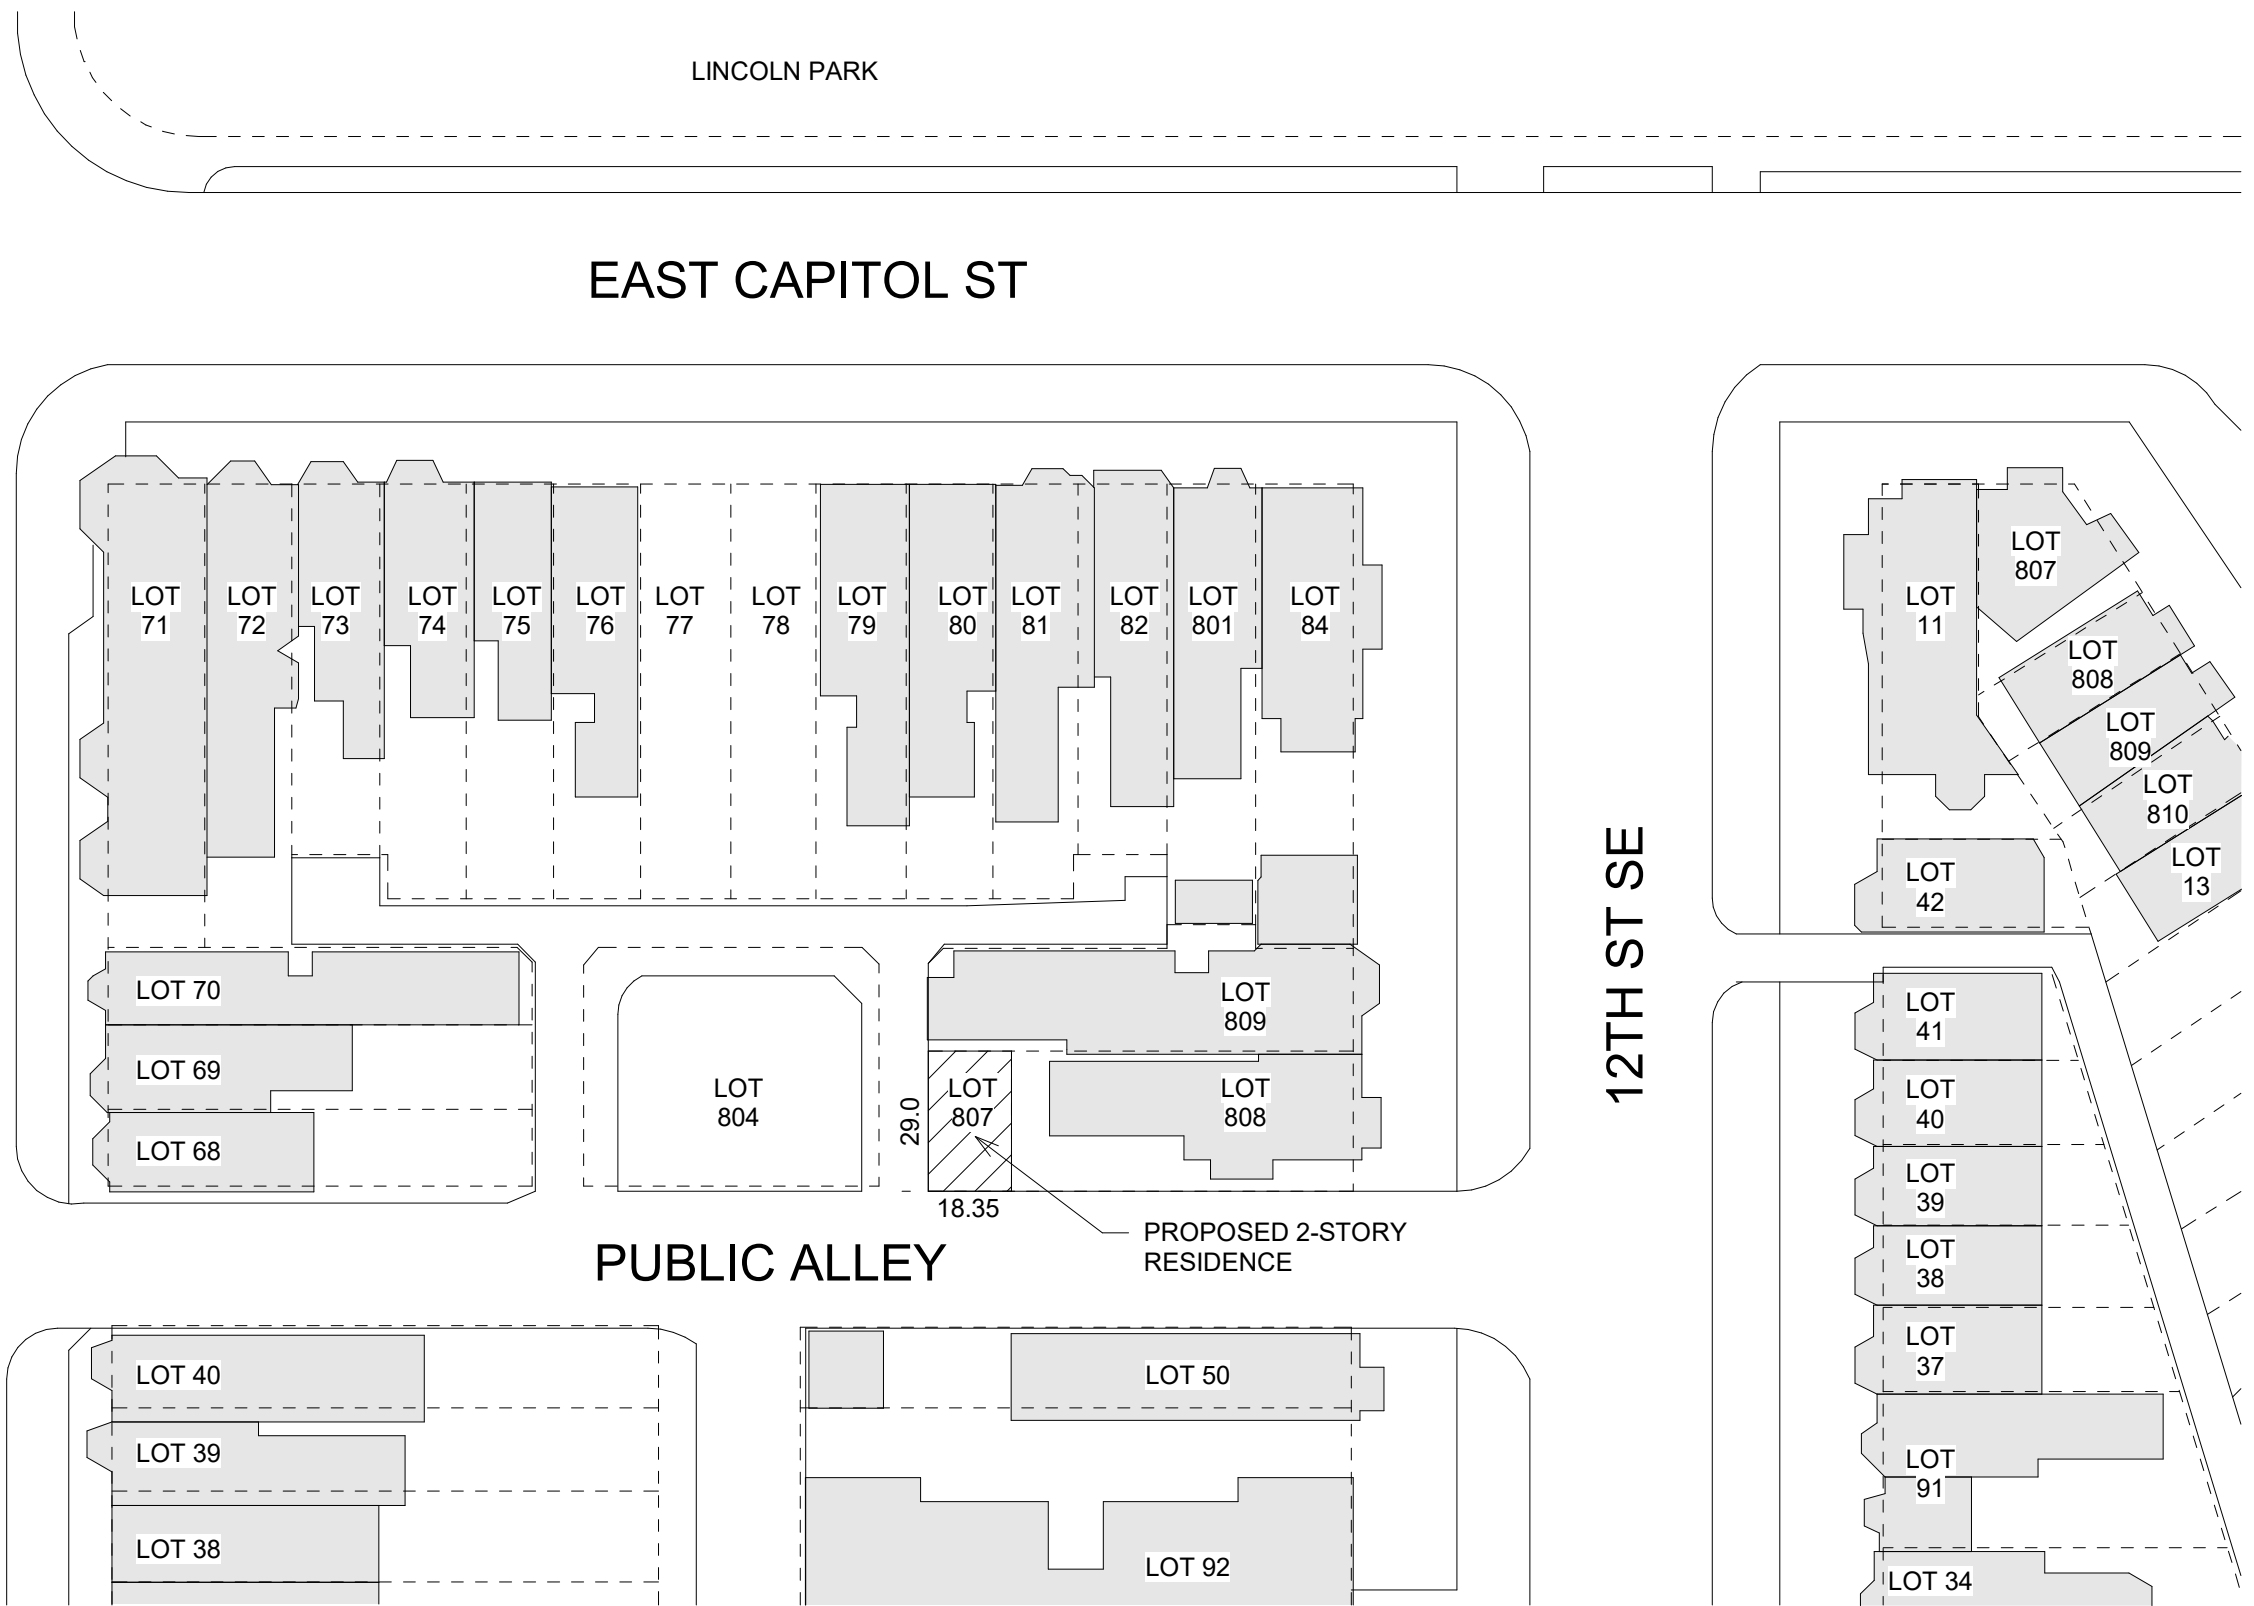 LINCOLN PARK
EAST CAPITOL ST
LOT
71
LOT
72
LOT
73
LOT
74
LOT
75
LOT
76
LOT
77
LOT
78
LOT
79
LOT
80
LOT
81
LOT
82
LOT
801
LOT
84
LOT
11
LOT
807
LOT
808
LOT
809
LOT
810
LOT
13
LOT
42
12TH ST SE
LOT 70
LOT 69
LOT 68
LOT
804
LOT
809
LOT
807
LOT
808
29.0
18.35
PROPOSED 2-STORY
RESIDENCE
PUBLIC ALLEY
LOT
41
LOT
40
LOT
39
LOT
38
LOT
37
LOT
91
LOT 34
LOT 40
LOT 39
LOT 38
LOT 50
LOT 92